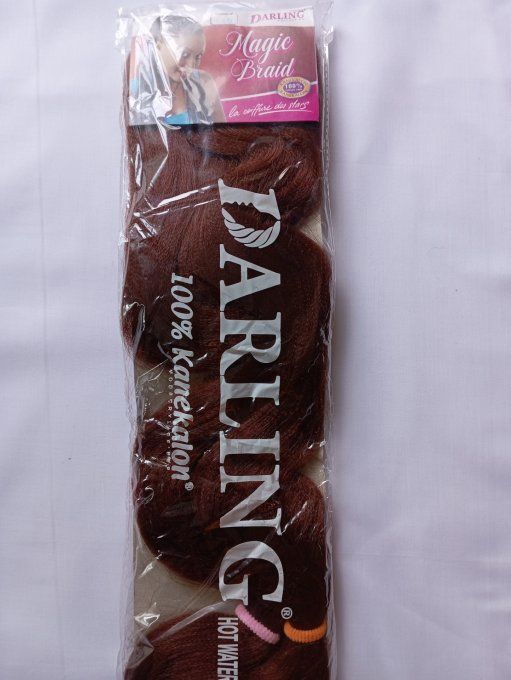 DARLING
Magic
Braid
100%
la coiffure des stars
DARLING®
100% Kanekalon®
HOT WATER